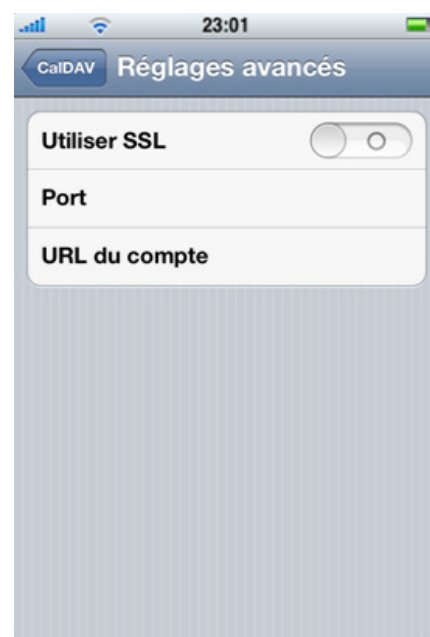 23:01
CalDAV Réglages avancés
Utiliser SSL
Port
URL du compte